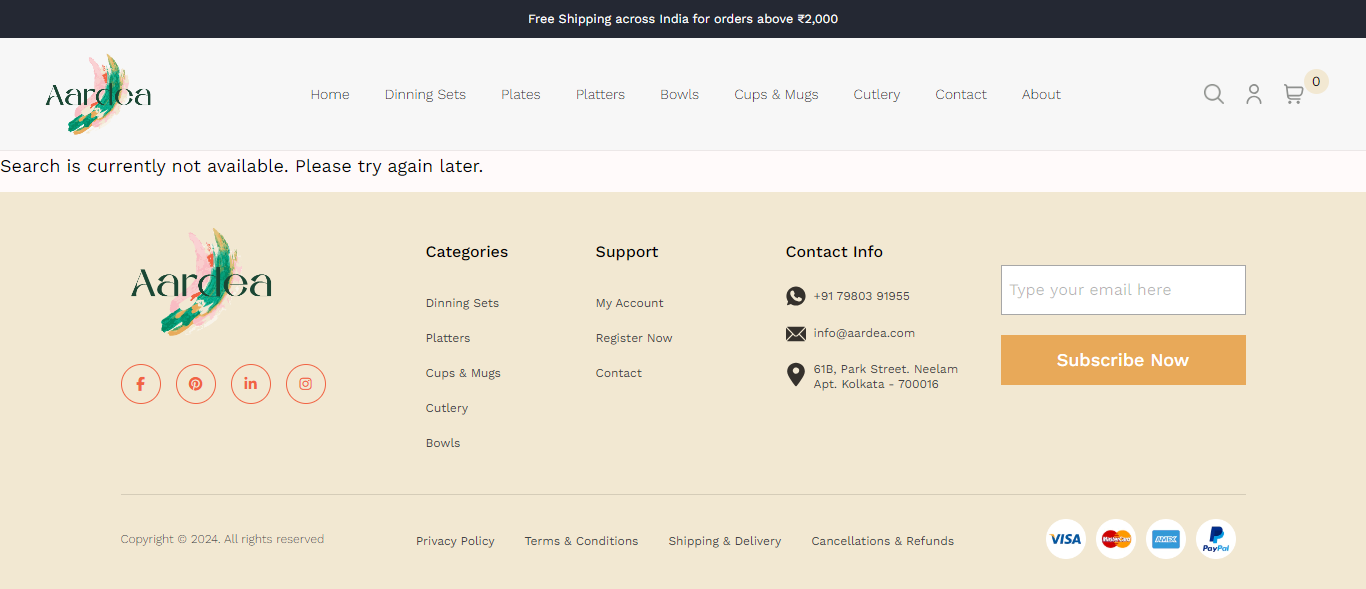 Free Shipping across India for orders above ₹2,000
Aardea
Home Dinning Sets Plates Platters Bowls Cups & Mugs Cutlery Contact About
0
Search is currently not available. Please try again later.
Aardea
Categories
Dinning Sets
Platters
Cups & Mugs
Cutlery
Bowls
Support
My Account
Register Now
Contact
Contact Info
+91 79803 91955
info@aardea.com
61B, Park Street. Neelam
Apt. Kolkata - 700016
Type your email here
Subscribe Now
Copyright © 2024. All rights reserved
Privacy Policy Terms & Conditions Shipping & Delivery Cancellations & Refunds
VISA MasterCard AMEX PayPal